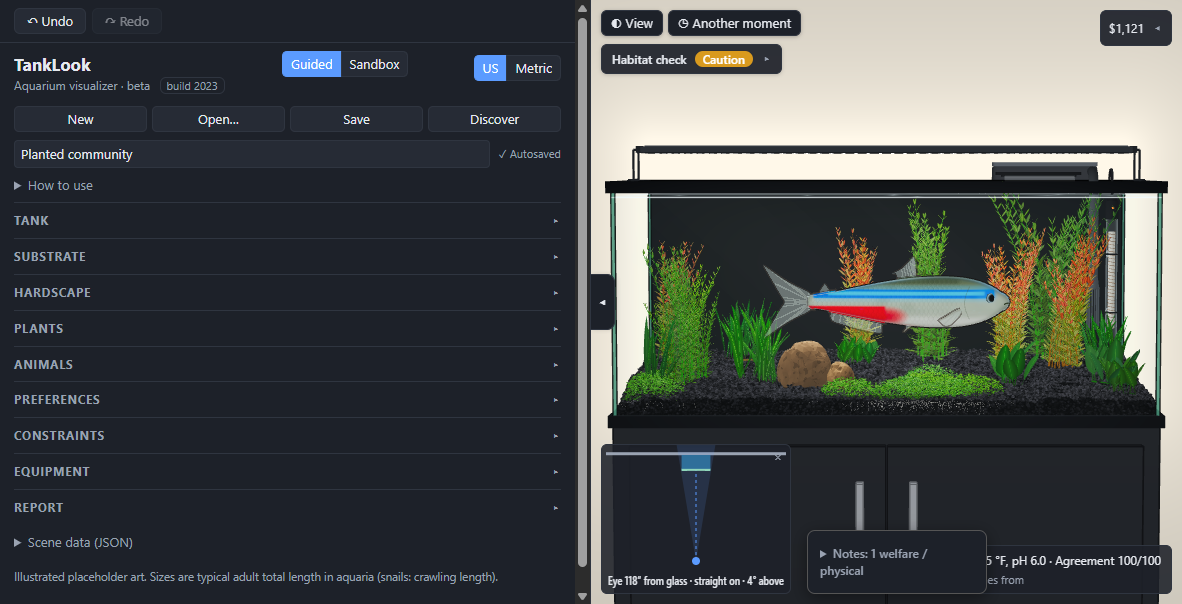 ↶ Undo
↷ Redo
TankLook
Aquarium visualizer · beta
build 2023
Guided
Sandbox
US
Metric
New
Open...
Save
Discover
Planted community
✓ Autosaved
▶ How to use
TANK
SUBSTRATE
HARDSCAPE
PLANTS
ANIMALS
PREFERENCES
CONSTRAINTS
EQUIPMENT
REPORT
▶ Scene data (JSON)
Illustrated placeholder art. Sizes are typical adult total length in aquaria (snails: crawling length).
View
Another moment
$1,121
Habitat check
Caution
Eye 118" from glass · straight on · 4° above
▶ Notes: 1 welfare /
physical
°F, pH 6.0 · Agreement 100/100
es from